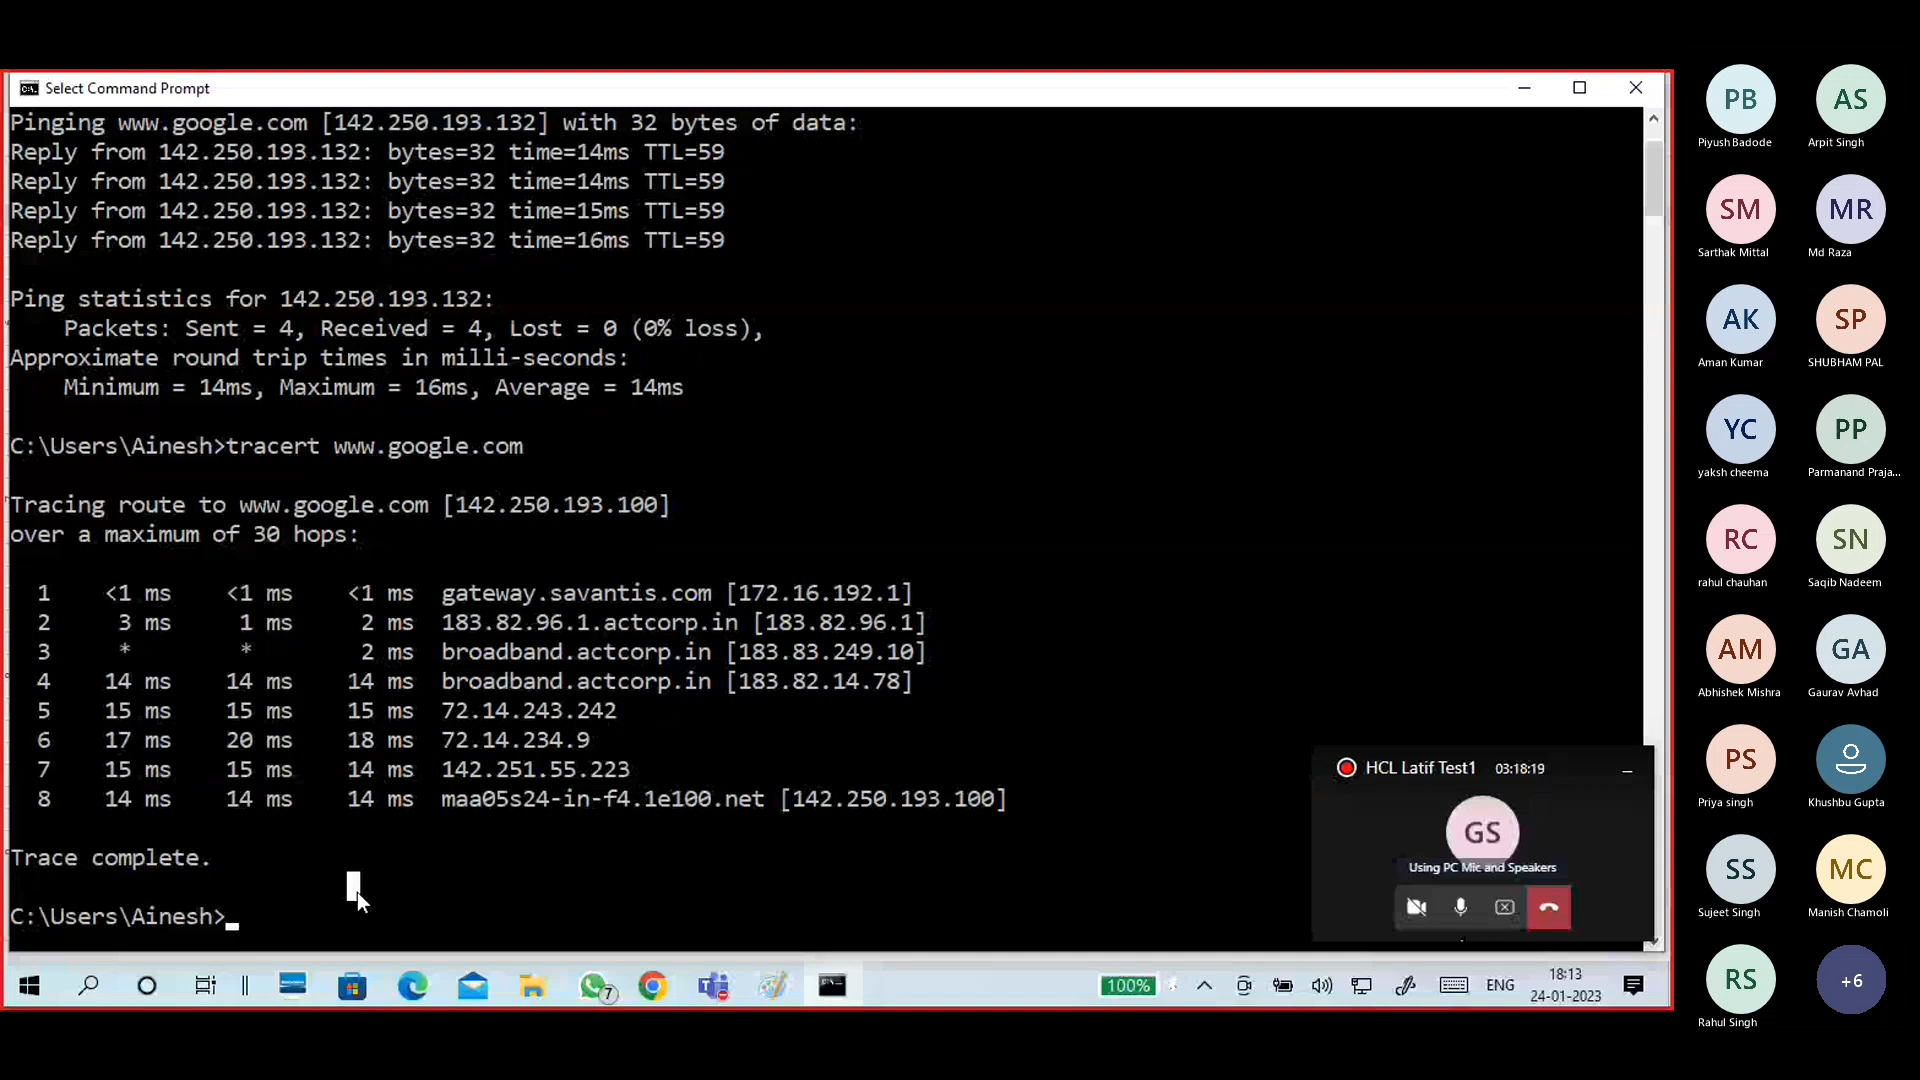 Select Command Prompt
Pinging www.google.com [142.250.193.132] with 32 bytes of data:
Reply from 142.250.193.132: bytes=32 time=14ms TTL=59
Reply from 142.250.193.132: bytes=32 time=14ms TTL=59
Reply from 142.250.193.132: bytes=32 time=15ms TTL=59
Reply from 142.250.193.132: bytes=32 time=16ms TTL=59
Ping statistics for 142.250.193.132:
    Packets: Sent = 4, Received = 4, Lost = 0 (0% loss),
Approximate round trip times in milli-seconds:
    Minimum = 14ms, Maximum = 16ms, Average = 14ms
C:\Users\Ainesh>tracert www.google.com
Tracing route to www.google.com [142.250.193.100]
over a maximum of 30 hops:
  1    <1 ms    <1 ms    <1 ms  gateway.savantis.com [172.16.192.1]
  2     3 ms     1 ms     2 ms  183.82.96.1.actcorp.in [183.82.96.1]
  3     *        *        2 ms  broadband.actcorp.in [183.83.249.10]
  4    14 ms    14 ms    14 ms  broadband.actcorp.in [183.82.14.78]
  5    15 ms    15 ms    15 ms  72.14.243.242
  6    17 ms    20 ms    18 ms  72.14.234.9
  7    15 ms    15 ms    14 ms  142.251.55.223
  8    14 ms    14 ms    14 ms  maa05s24-in-f4.1e100.net [142.250.193.100]
Trace complete.
C:\Users\Ainesh>_
HCL Latif Test1 03:18:19
GS
Using PC Mic and Speakers
7
100%
ENG
18:13
24-01-2023
PB AS
Piyush Badode Arpit Singh
SM MR
Sarthak Mittal Md Raza
AK SP
Aman Kumar SHUBHAM PAL
YC PP
yaksh cheema Parmanand Praja...
RC SN
rahul chauhan Saqib Nadeem
AM GA
Abhishek Mishra Gaurav Avhad
PS
Priya singh Khushbu Gupta
SS MC
Sujeet Singh Manish Chamoli
RS +6
Rahul Singh